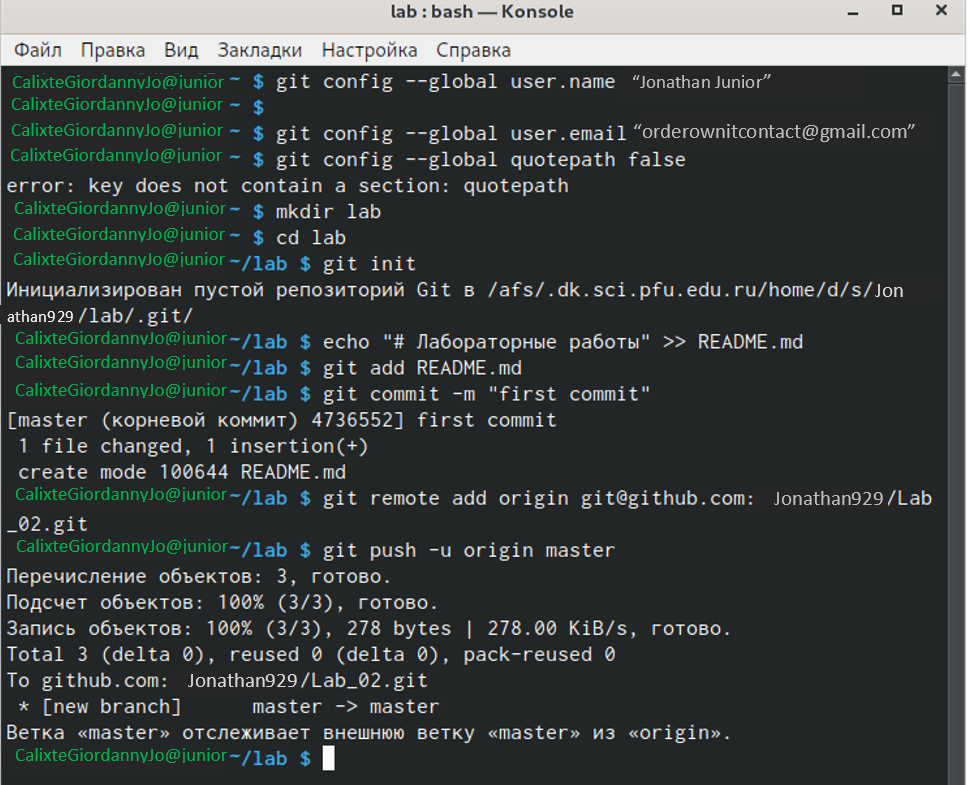 lab : bash — Konsole
Файл Правка Вид Закладки Настройка Справка
CalixteGiordannyJo@junior ~ $ git config --global user.name “Jonathan Junior”
CalixteGiordannyJo@junior ~ $
CalixteGiordannyJo@junior ~ $ git config --global user.email “orderownitcontact@gmail.com”
CalixteGiordannyJo@junior ~ $ git config --global quotepath false
error: key does not contain a section: quotepath
CalixteGiordannyJo@junior ~ $ mkdir lab
CalixteGiordannyJo@junior ~ $ cd lab
CalixteGiordannyJo@junior ~/lab $ git init
Инициализирован пустой репозиторий Git в /afs/.dk.sci.pfu.edu.ru/home/d/s/Jon
athan929 /lab/.git/
CalixteGiordannyJo@junior ~/lab $ echo "# Лабораторные работы" >> README.md
CalixteGiordannyJo@junior ~/lab $ git add README.md
CalixteGiordannyJo@junior ~/lab $ git commit -m "first commit"
[master (корневой коммит) 4736552] first commit
 1 file changed, 1 insertion(+)
 create mode 100644 README.md
CalixteGiordannyJo@junior ~/lab $ git remote add origin git@github.com: Jonathan929/Lab
_02.git
CalixteGiordannyJo@junior ~/lab $ git push -u origin master
Перечисление объектов: 3, готово.
Подсчет объектов: 100% (3/3), готово.
Запись объектов: 100% (3/3), 278 bytes | 278.00 KiB/s, готово.
Total 3 (delta 0), reused 0 (delta 0), pack-reused 0
To github.com: Jonathan929/Lab_02.git
 * [new branch]      master -> master
Ветка «master» отслеживает внешнюю ветку «master» из «origin».
CalixteGiordannyJo@junior ~/lab $